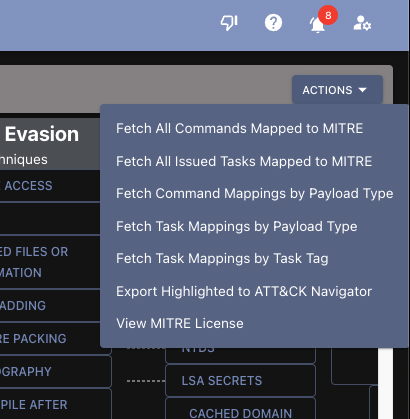 8
ACTIONS
Evasion
hniques
Fetch All Commands Mapped to MITRE
Fetch All Issued Tasks Mapped to MITRE
Fetch Command Mappings by Payload Type
Fetch Task Mappings by Payload Type
Fetch Task Mappings by Task Tag
Export Highlighted to ATT&CK Navigator
View MITRE License
ACCESS
ED FILES OR
MATION
ADDING
RE PACKING
OGRAPHY
PILE AFTER
NTDS
LSA SECRETS
CACHED DOMAIN